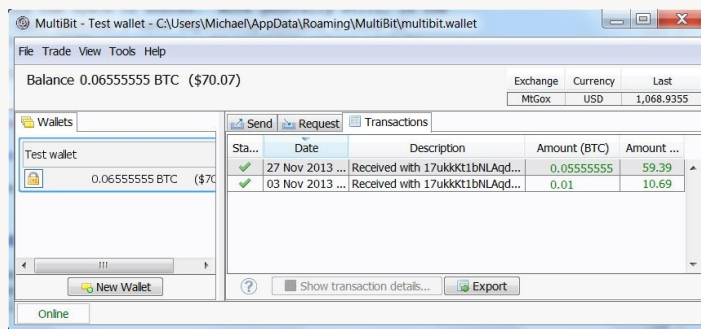 MultiBit - Test wallet - C:\Users\Michael\AppData\Roaming\MultiBit\multibit.wallet
File Trade View Tools Help
Balance 0.06555555 BTC ($70.07)
Exchange Currency Last
MtGox USD 1,068.9355
Wallets
Send Request Transactions
Test wallet
0.06555555 BTC ($70
Sta... Date Description Amount (BTC) Amount ...
27 Nov 2013 ... Received with 17ukkKt1bNLAqd... 0.05555555 59.39
03 Nov 2013 ... Received with 17ukkKt1bNLAqd... 0.01 10.69
New Wallet
? Show transaction details... Export
Online